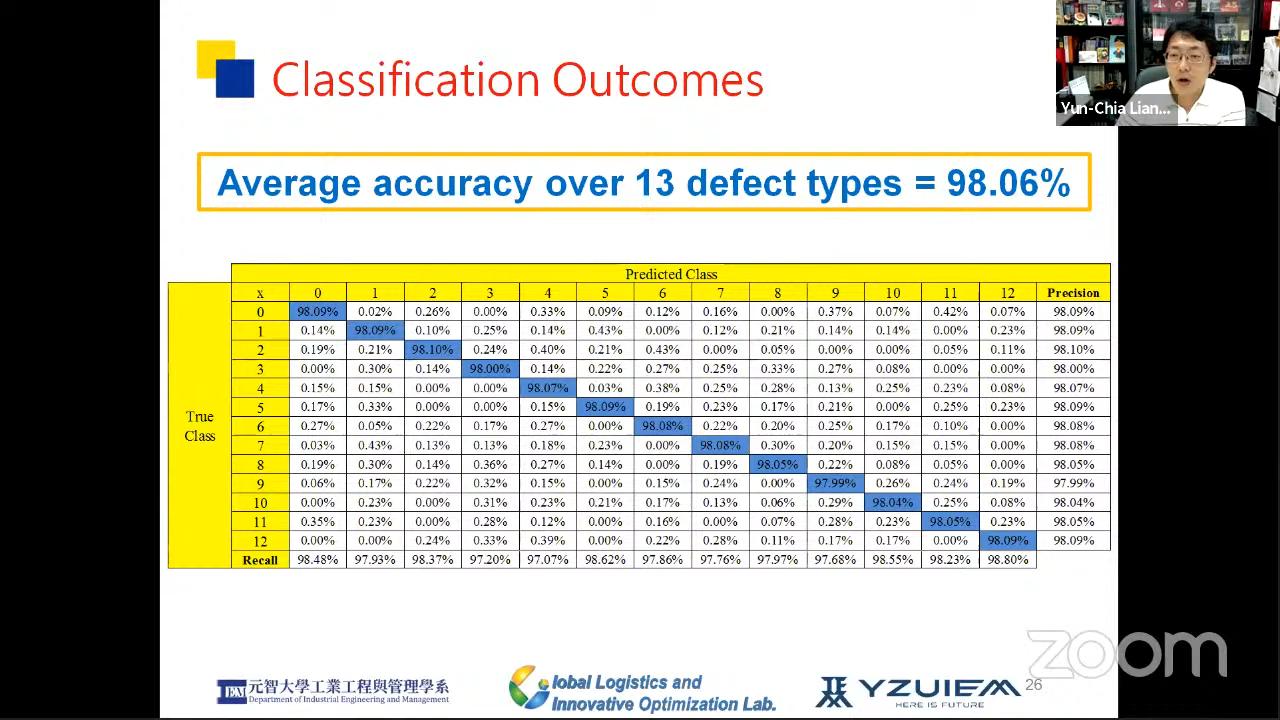 Classification Outcomes
Yun-Chia Lian...
Average accuracy over 13 defect types = 98.06%
Predicted Class
x 0 1 2 3 4 5 6 7 8 9 10 11 12 Precision
0 98.09% 0.02% 0.26% 0.00% 0.33% 0.09% 0.12% 0.16% 0.00% 0.37% 0.07% 0.42% 0.07% 98.09%
1 0.14% 98.09% 0.10% 0.25% 0.14% 0.43% 0.00% 0.12% 0.21% 0.14% 0.14% 0.00% 0.23% 98.09%
2 0.19% 0.21% 98.10% 0.24% 0.40% 0.21% 0.43% 0.00% 0.05% 0.00% 0.00% 0.05% 0.11% 98.10%
3 0.00% 0.30% 0.14% 98.00% 0.14% 0.22% 0.27% 0.25% 0.33% 0.27% 0.08% 0.00% 0.00% 98.00%
4 0.15% 0.15% 0.00% 0.00% 98.07% 0.03% 0.38% 0.25% 0.28% 0.13% 0.25% 0.23% 0.08% 98.07%
True Class
5 0.17% 0.33% 0.00% 0.00% 0.15% 98.09% 0.19% 0.23% 0.17% 0.21% 0.00% 0.25% 0.23% 98.09%
6 0.27% 0.05% 0.22% 0.17% 0.27% 0.00% 98.08% 0.22% 0.20% 0.25% 0.17% 0.10% 0.00% 98.08%
7 0.03% 0.43% 0.13% 0.13% 0.18% 0.23% 0.00% 98.08% 0.30% 0.20% 0.15% 0.15% 0.00% 98.08%
8 0.19% 0.30% 0.14% 0.36% 0.27% 0.14% 0.00% 0.19% 98.05% 0.22% 0.08% 0.05% 0.00% 98.05%
9 0.06% 0.17% 0.22% 0.32% 0.15% 0.00% 0.15% 0.24% 0.00% 97.99% 0.26% 0.24% 0.19% 97.99%
10 0.00% 0.23% 0.00% 0.31% 0.23% 0.21% 0.17% 0.13% 0.06% 0.29% 98.04% 0.25% 0.08% 98.04%
11 0.35% 0.23% 0.00% 0.28% 0.12% 0.00% 0.16% 0.00% 0.07% 0.28% 0.23% 98.05% 0.23% 98.05%
12 0.00% 0.00% 0.24% 0.33% 0.39% 0.00% 0.22% 0.28% 0.11% 0.17% 0.17% 0.00% 98.09% 98.09%
Recall 98.48% 97.93% 98.37% 97.20% 97.07% 98.62% 97.86% 97.76% 97.97% 97.68% 98.55% 98.23% 98.80%
zoom
IEM 元智大學工業工程與管理學系
Department of Industrial Engineering and Management
Global Logistics and
Innovative Optimization Lab.
YZUIEM
HERE IS FUTURE
26